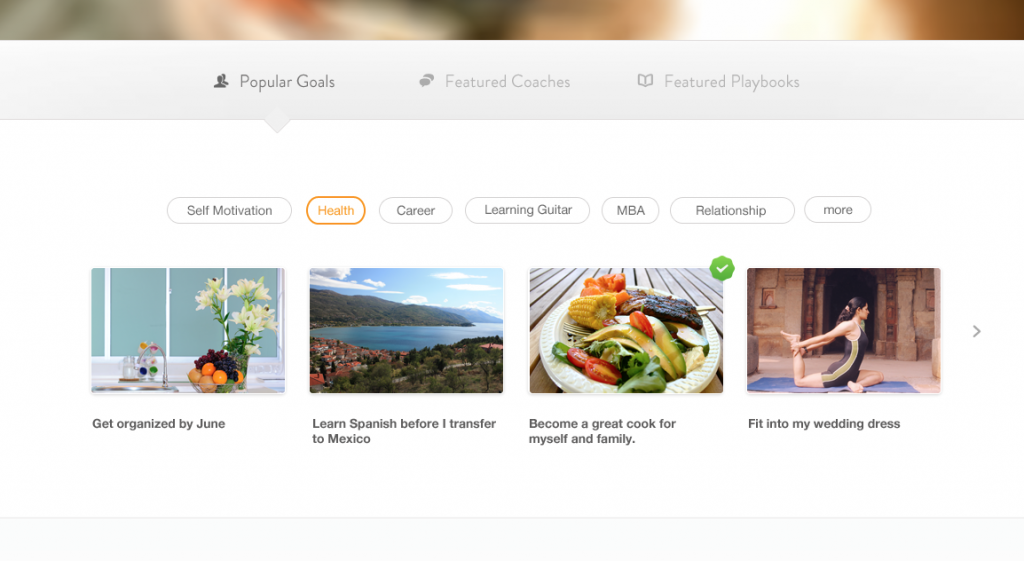 Popular Goals
Featured Coaches
Featured Playbooks
Self Motivation
Health
Career
Learning Guitar
MBA
Relationship
more
Get organized by June
Learn Spanish before I transfer
to Mexico
Become a great cook for
myself and family.
Fit into my wedding dress